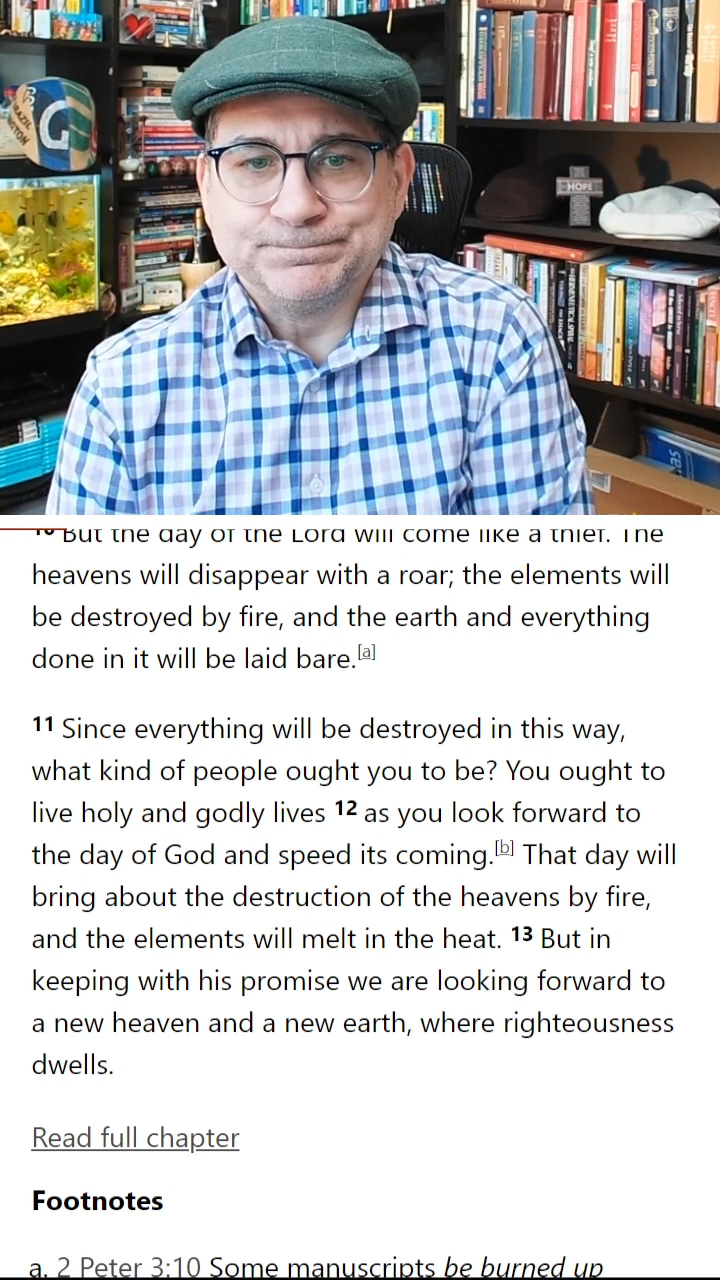 G
HOPE
10 But the day of the Lord will come like a thief. The
heavens will disappear with a roar; the elements will
be destroyed by fire, and the earth and everything
done in it will be laid bare.[a]
11 Since everything will be destroyed in this way,
what kind of people ought you to be? You ought to
live holy and godly lives 12 as you look forward to
the day of God and speed its coming.[b] That day will
bring about the destruction of the heavens by fire,
and the elements will melt in the heat. 13 But in
keeping with his promise we are looking forward to
a new heaven and a new earth, where righteousness
dwells.
Read full chapter
Footnotes
a. 2 Peter 3:10 Some manuscripts be burned up